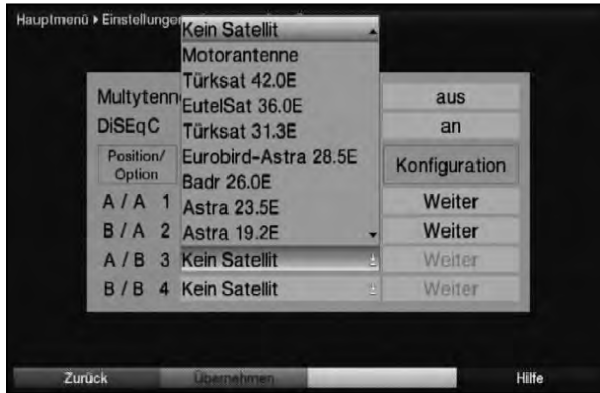 Hauptmenü ▸ Einstellungen
Kein Satellit
Motorantenne
Türksat 42.0E
EutelSat 36.0E
Türksat 31.3E
Eurobird-Astra 28.5E
Badr 26.0E
Astra 23.5E
Astra 19.2E
Multytenn aus
DiSEqC an
Position/
Option
Konfiguration
A / A 1 Weiter
B / A 2 Weiter
A / B 3 Kein Satellit Weiter
B / B 4 Kein Satellit Weiter
Zurück Übernehmen Hilfe